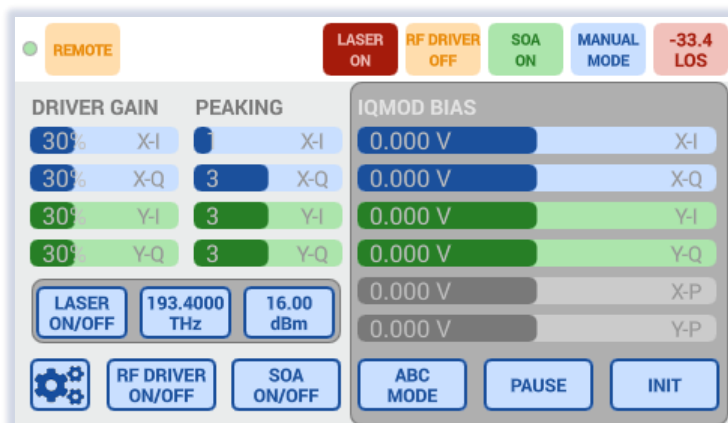 REMOTE
LASER ON
RF DRIVER OFF
SOA ON
MANUAL MODE
-33.4 LOS
DRIVER GAIN
PEAKING
IQMOD BIAS
30% X-I
1 X-I
0.000 V X-I
30% X-Q
3 X-Q
0.000 V X-Q
30% Y-I
3 Y-I
0.000 V Y-I
30% Y-Q
3 Y-Q
0.000 V Y-Q
0.000 V X-P
0.000 V Y-P
LASER ON/OFF
193.4000 THz
16.00 dBm
RF DRIVER ON/OFF
SOA ON/OFF
ABC MODE
PAUSE
INIT